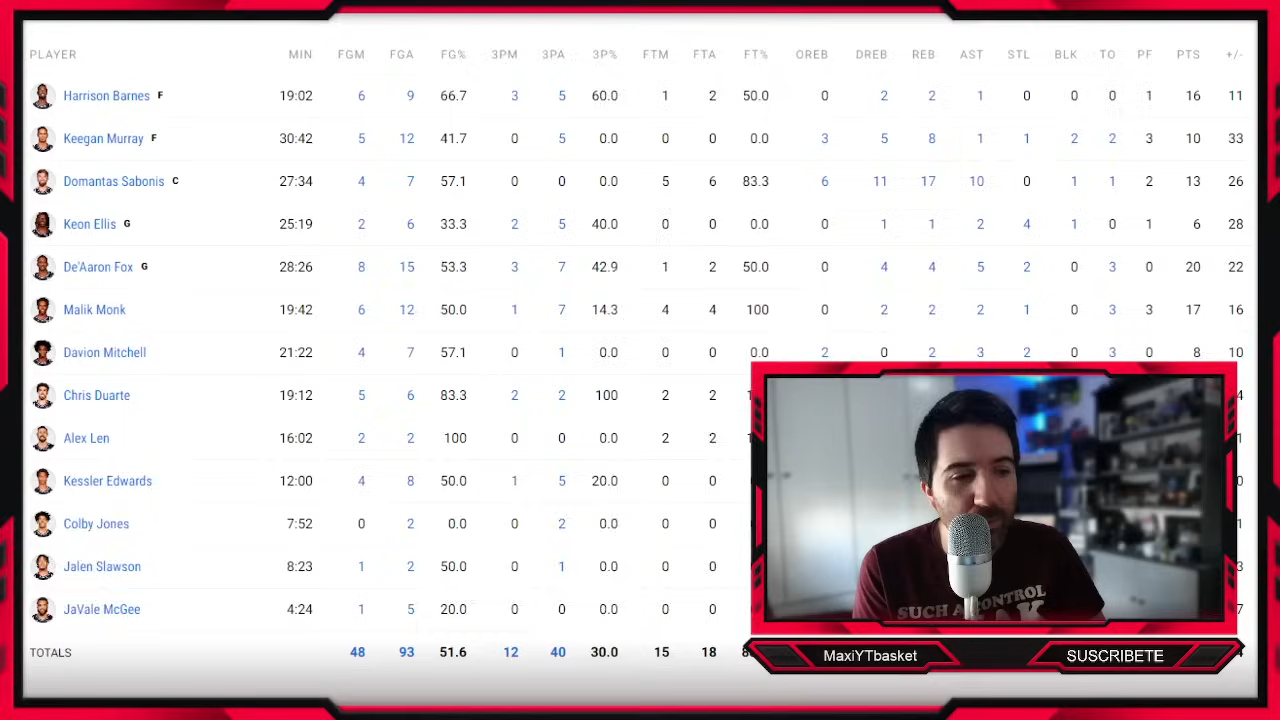 PLAYER MIN FGM FGA FG% 3PM 3PA 3P% FTM FTA FT% OREB DREB REB AST STL BLK TO PF PTS +/-
Harrison Barnes F 19:02 6 9 66.7 3 5 60.0 1 2 50.0 0 2 2 1 0 0 0 1 16 11
Keegan Murray F 30:42 5 12 41.7 0 5 0.0 0 0 0.0 3 5 8 1 1 2 2 3 10 33
Domantas Sabonis C 27:34 4 7 57.1 0 0 0.0 5 6 83.3 6 11 17 10 0 1 1 2 13 26
Keon Ellis G 25:19 2 6 33.3 2 5 40.0 0 0 0.0 0 1 1 2 4 1 0 1 6 28
De'Aaron Fox G 28:26 8 15 53.3 3 7 42.9 1 2 50.0 0 4 4 5 2 0 3 0 20 22
Malik Monk 19:42 6 12 50.0 1 7 14.3 4 4 100 0 2 2 2 1 0 3 3 17 16
Davion Mitchell 21:22 4 7 57.1 0 1 0.0 0 0 0.0 2 0 2 3 2 0 3 0 8 10
Chris Duarte 19:12 5 6 83.3 2 2 100 2 2
Alex Len 16:02 2 2 100 0 0 0.0 2 2
Kessler Edwards 12:00 4 8 50.0 1 5 20.0 0 0
Colby Jones 7:52 0 2 0.0 0 2 0.0 0 0
Jalen Slawson 8:23 1 2 50.0 0 1 0.0 0 0
JaVale McGee 4:24 1 5 20.0 0 0 0.0 0 0
TOTALS 48 93 51.6 12 40 30.0 15 18
SUCH A CONTROL
MaxiYTbasket SUSCRIBETE